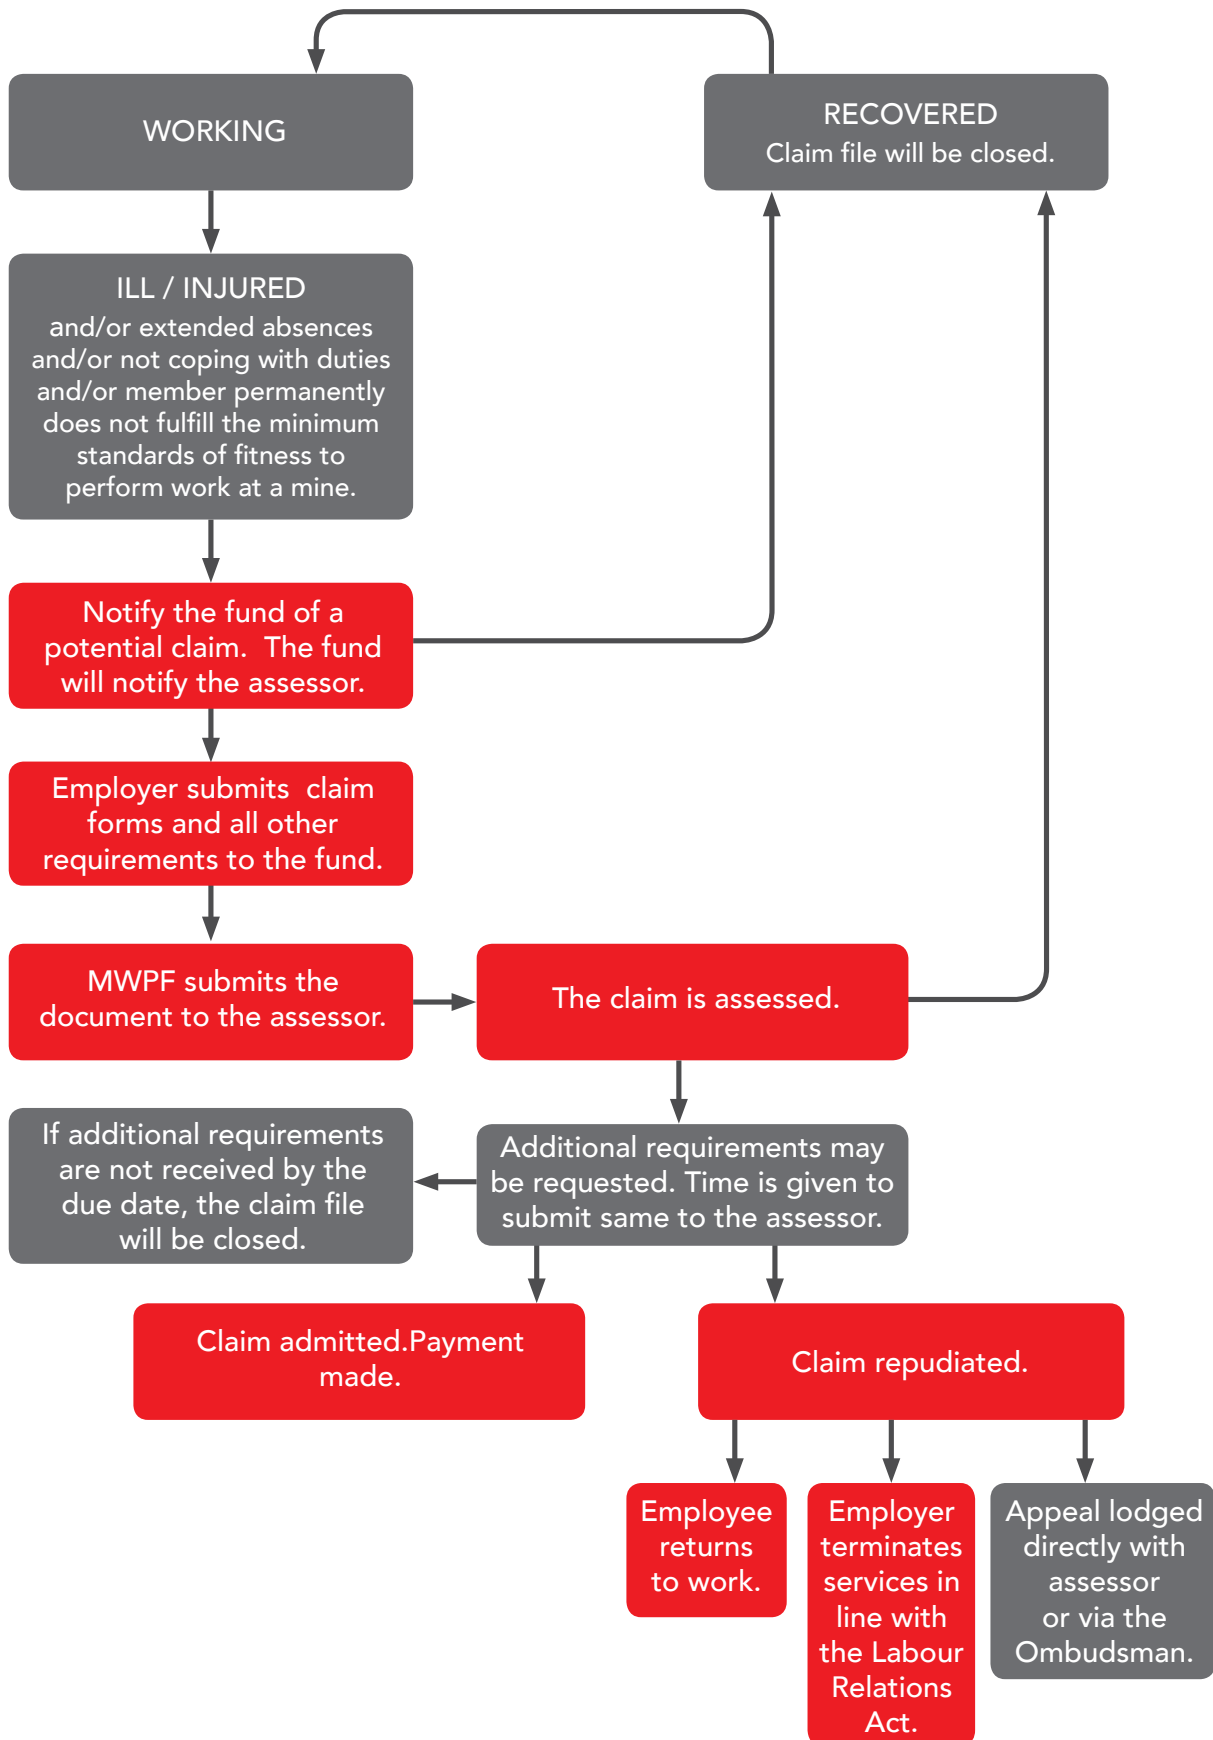 WORKING
RECOVERED
Claim file will be closed.
ILL / INJURED
and/or extended absences
and/or not coping with duties
and/or member permanently
does not fulfill the minimum
standards of fitness to
perform work at a mine.
Notify the fund of a
potential claim.  The fund
will notify the assessor.
Employer submits  claim
forms and all other
requirements to the fund.
MWPF submits the
document to the assessor.
The claim is assessed.
If additional requirements
are not received by the
due date, the claim file
will be closed.
Additional requirements may
be requested. Time is given to
submit same to the assessor.
Claim admitted.Payment
made.
Claim repudiated.
Employee
returns
to work.
Employer
terminates
services in
line with
the Labour
Relations
Act.
Appeal lodged
directly with
assessor
or via the
Ombudsman.